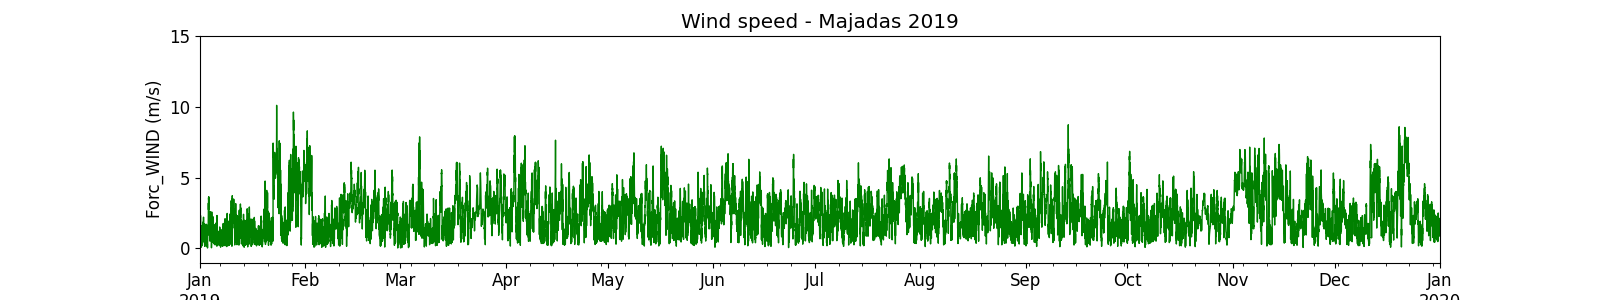 Wind speed - Majadas 2019
Forc_WIND (m/s)
15
10
5
0
Jan Feb Mar Apr May Jun Jul Aug Sep Oct Nov Dec Jan
2019 2020